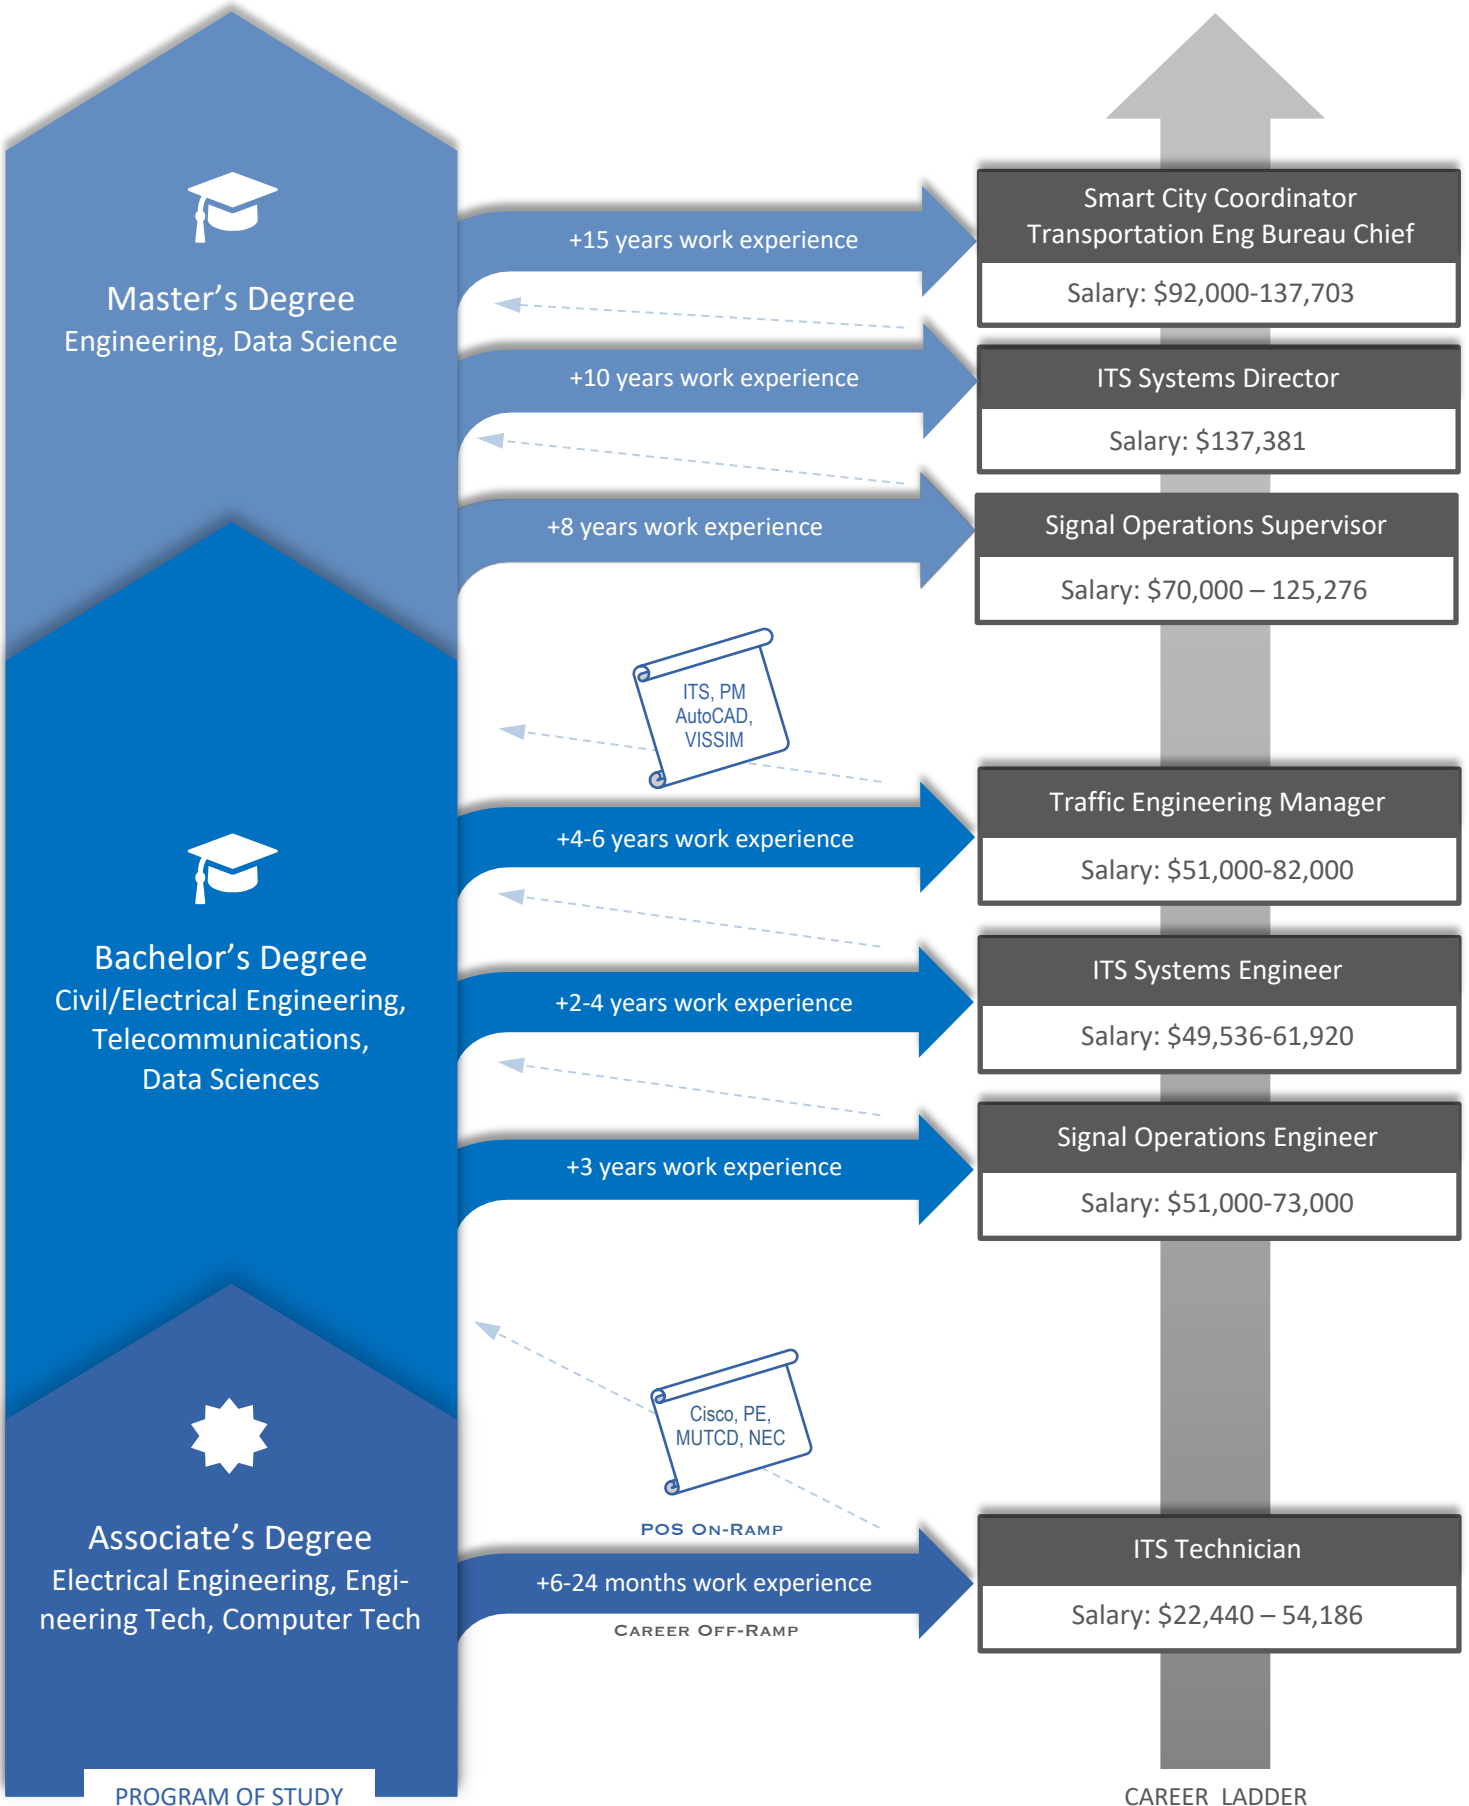 Smart City Coordinator
Transportation Eng Bureau Chief
+15 years work experience
Salary: $92,000-137,703
Master’s Degree
Engineering, Data Science
+10 years work experience
ITS Systems Director
Salary: $137,381
+8 years work experience
Signal Operations Supervisor
Salary: $70,000 – 125,276
ITS, PM
AutoCAD,
VISSIM
+4-6 years work experience
Traffic Engineering Manager
Salary: $51,000-82,000
Bachelor’s Degree
Civil/Electrical Engineering,
Telecommunications,
Data Sciences
+2-4 years work experience
ITS Systems Engineer
Salary: $49,536-61,920
+3 years work experience
Signal Operations Engineer
Salary: $51,000-73,000
Cisco, PE,
MUTCD, NEC
Associate’s Degree
Electrical Engineering, Engi-
neering Tech, Computer Tech
POS On-Ramp
+6-24 months work experience
Career Off-Ramp
ITS Technician
Salary: $22,440 – 54,186
PROGRAM OF STUDY
CAREER LADDER